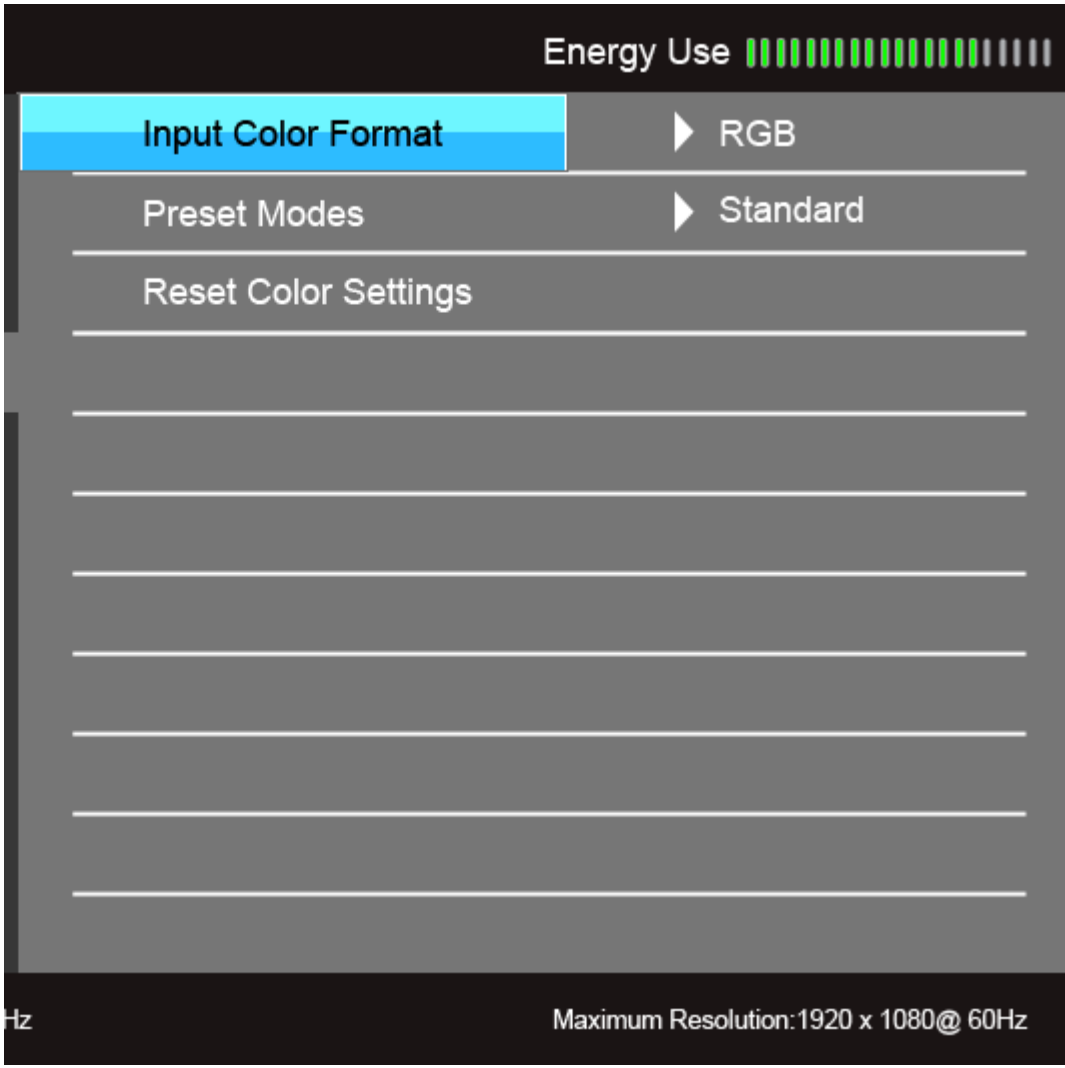 Energy Use
Input Color Format RGB
Preset Modes Standard
Reset Color Settings
Hz Maximum Resolution:1920 x 1080@ 60Hz